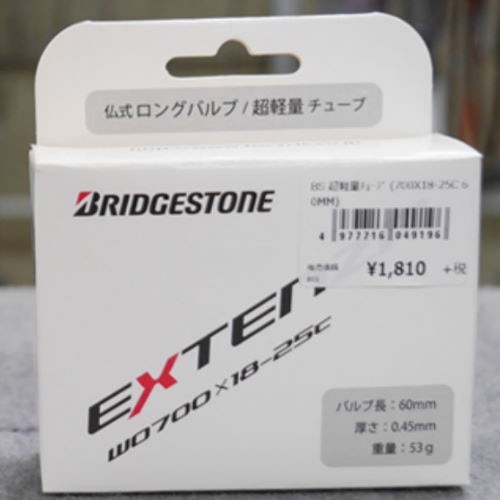 仏式 ロングバルブ / 超軽量 チューブ
BRIDGESTONE
BS 超軽量チューブ (700X18-25C 6
0MM)
4 977716 049196
¥1,810 +税
EXTEN
WO700×18-25C
バルブ長：60mm
厚さ：0.45mm
重量：53g